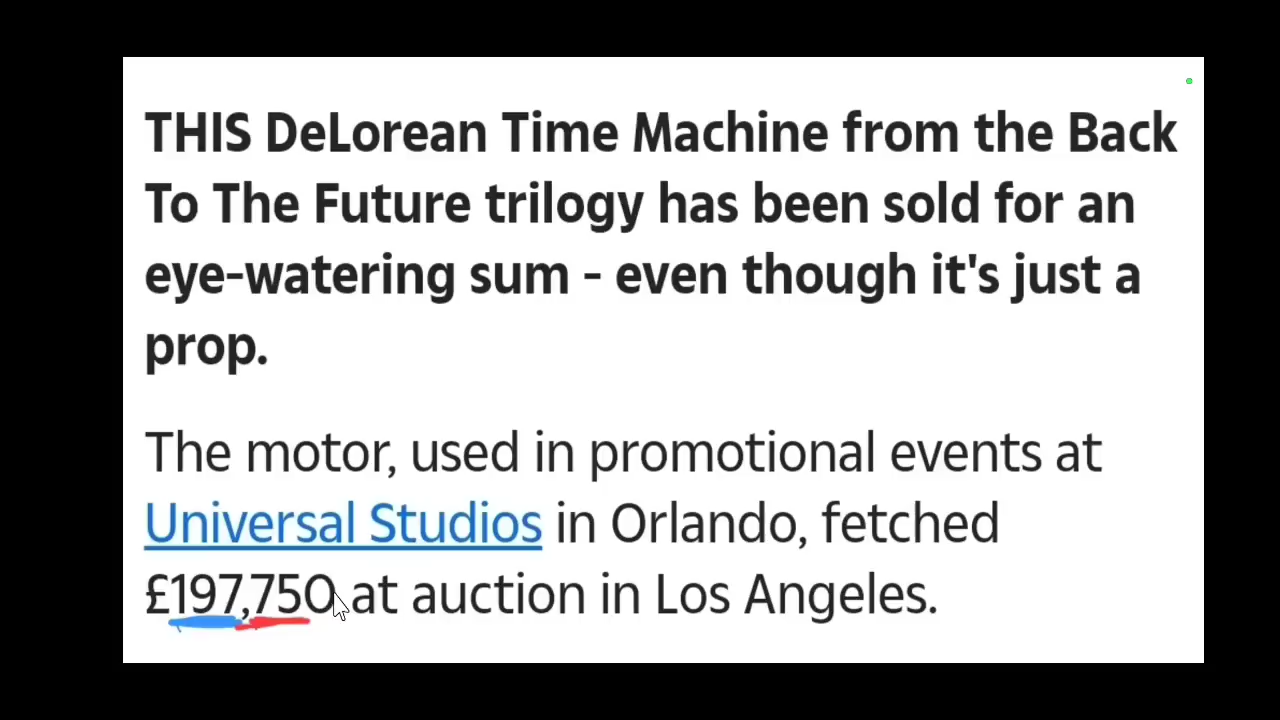 THIS DeLorean Time Machine from the Back
To The Future trilogy has been sold for an
eye-watering sum - even though it's just a
prop.
The motor, used in promotional events at
Universal Studios in Orlando, fetched
£197,750 at auction in Los Angeles.